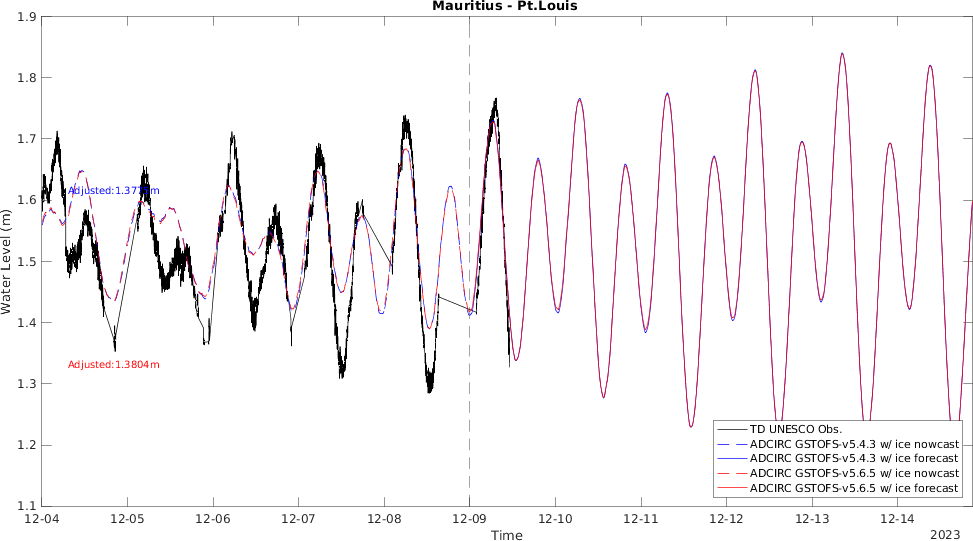 Mauritius - Pt.Louis
Water Level (m)
1.9
1.8
1.7
1.6
1.5
1.4
1.3
1.2
1.1
Adjusted:1.37
Adjusted:1.3804m
TD UNESCO Obs.
ADCIRC GSTOFS-v5.4.3 w/ ice nowcast
ADCIRC GSTOFS-v5.4.3 w/ ice forecast
ADCIRC GSTOFS-v5.6.5 w/ ice nowcast
ADCIRC GSTOFS-v5.6.5 w/ ice forecast
12-04 12-05 12-06 12-07 12-08 12-09 12-10 12-11 12-12 12-13 12-14
Time
2023